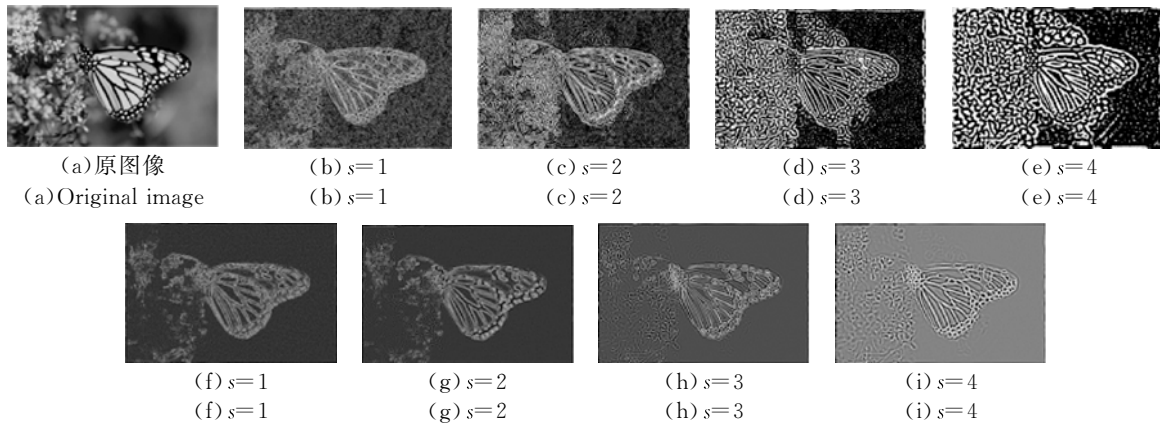 (a)原图像 (b)s=1 (c)s=2 (d)s=3 (e)s=4
(a)Original image (b)s=1 (c)s=2 (d)s=3 (e)s=4
(f)s=1 (g)s=2 (h)s=3 (i)s=4
(f)s=1 (g)s=2 (h)s=3 (i)s=4